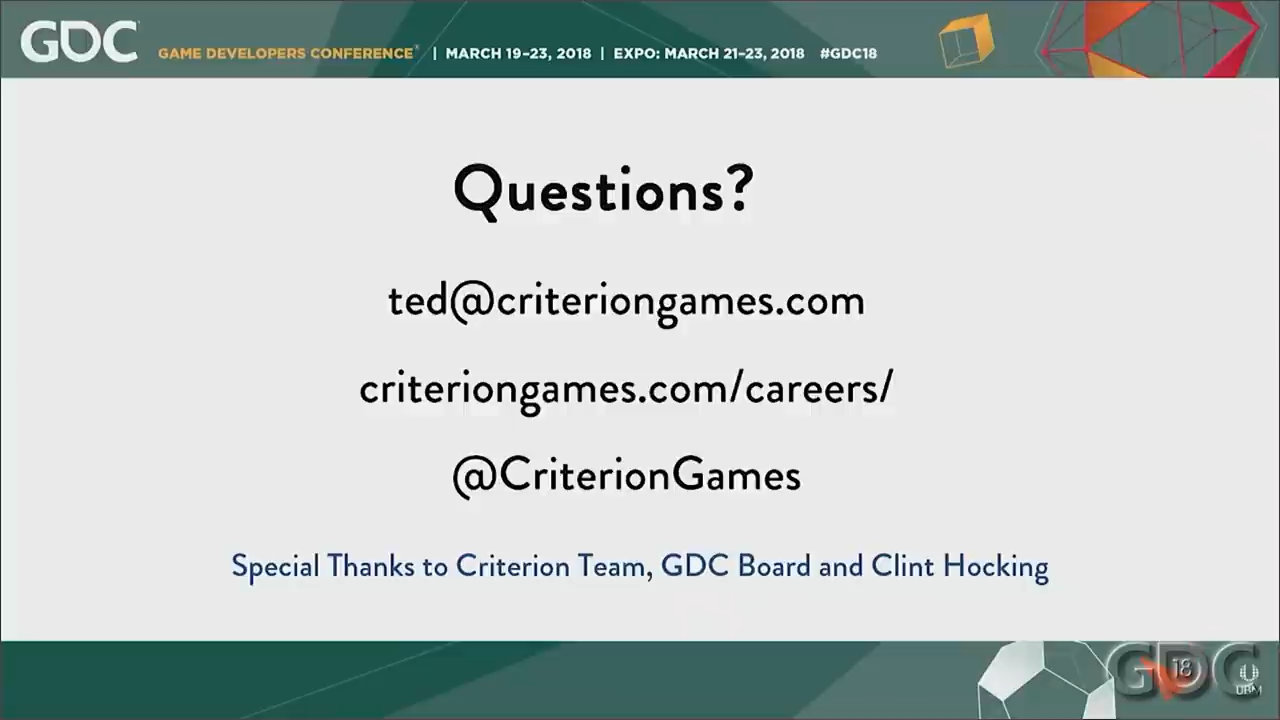 GDC GAME DEVELOPERS CONFERENCE® | MARCH 19–23, 2018 | EXPO: MARCH 21–23, 2018 #GDC18
Questions?
ted@criteriongames.com
criteriongames.com/careers/
@CriterionGames
Special Thanks to Criterion Team, GDC Board and Clint Hocking
GDC 18
UBM